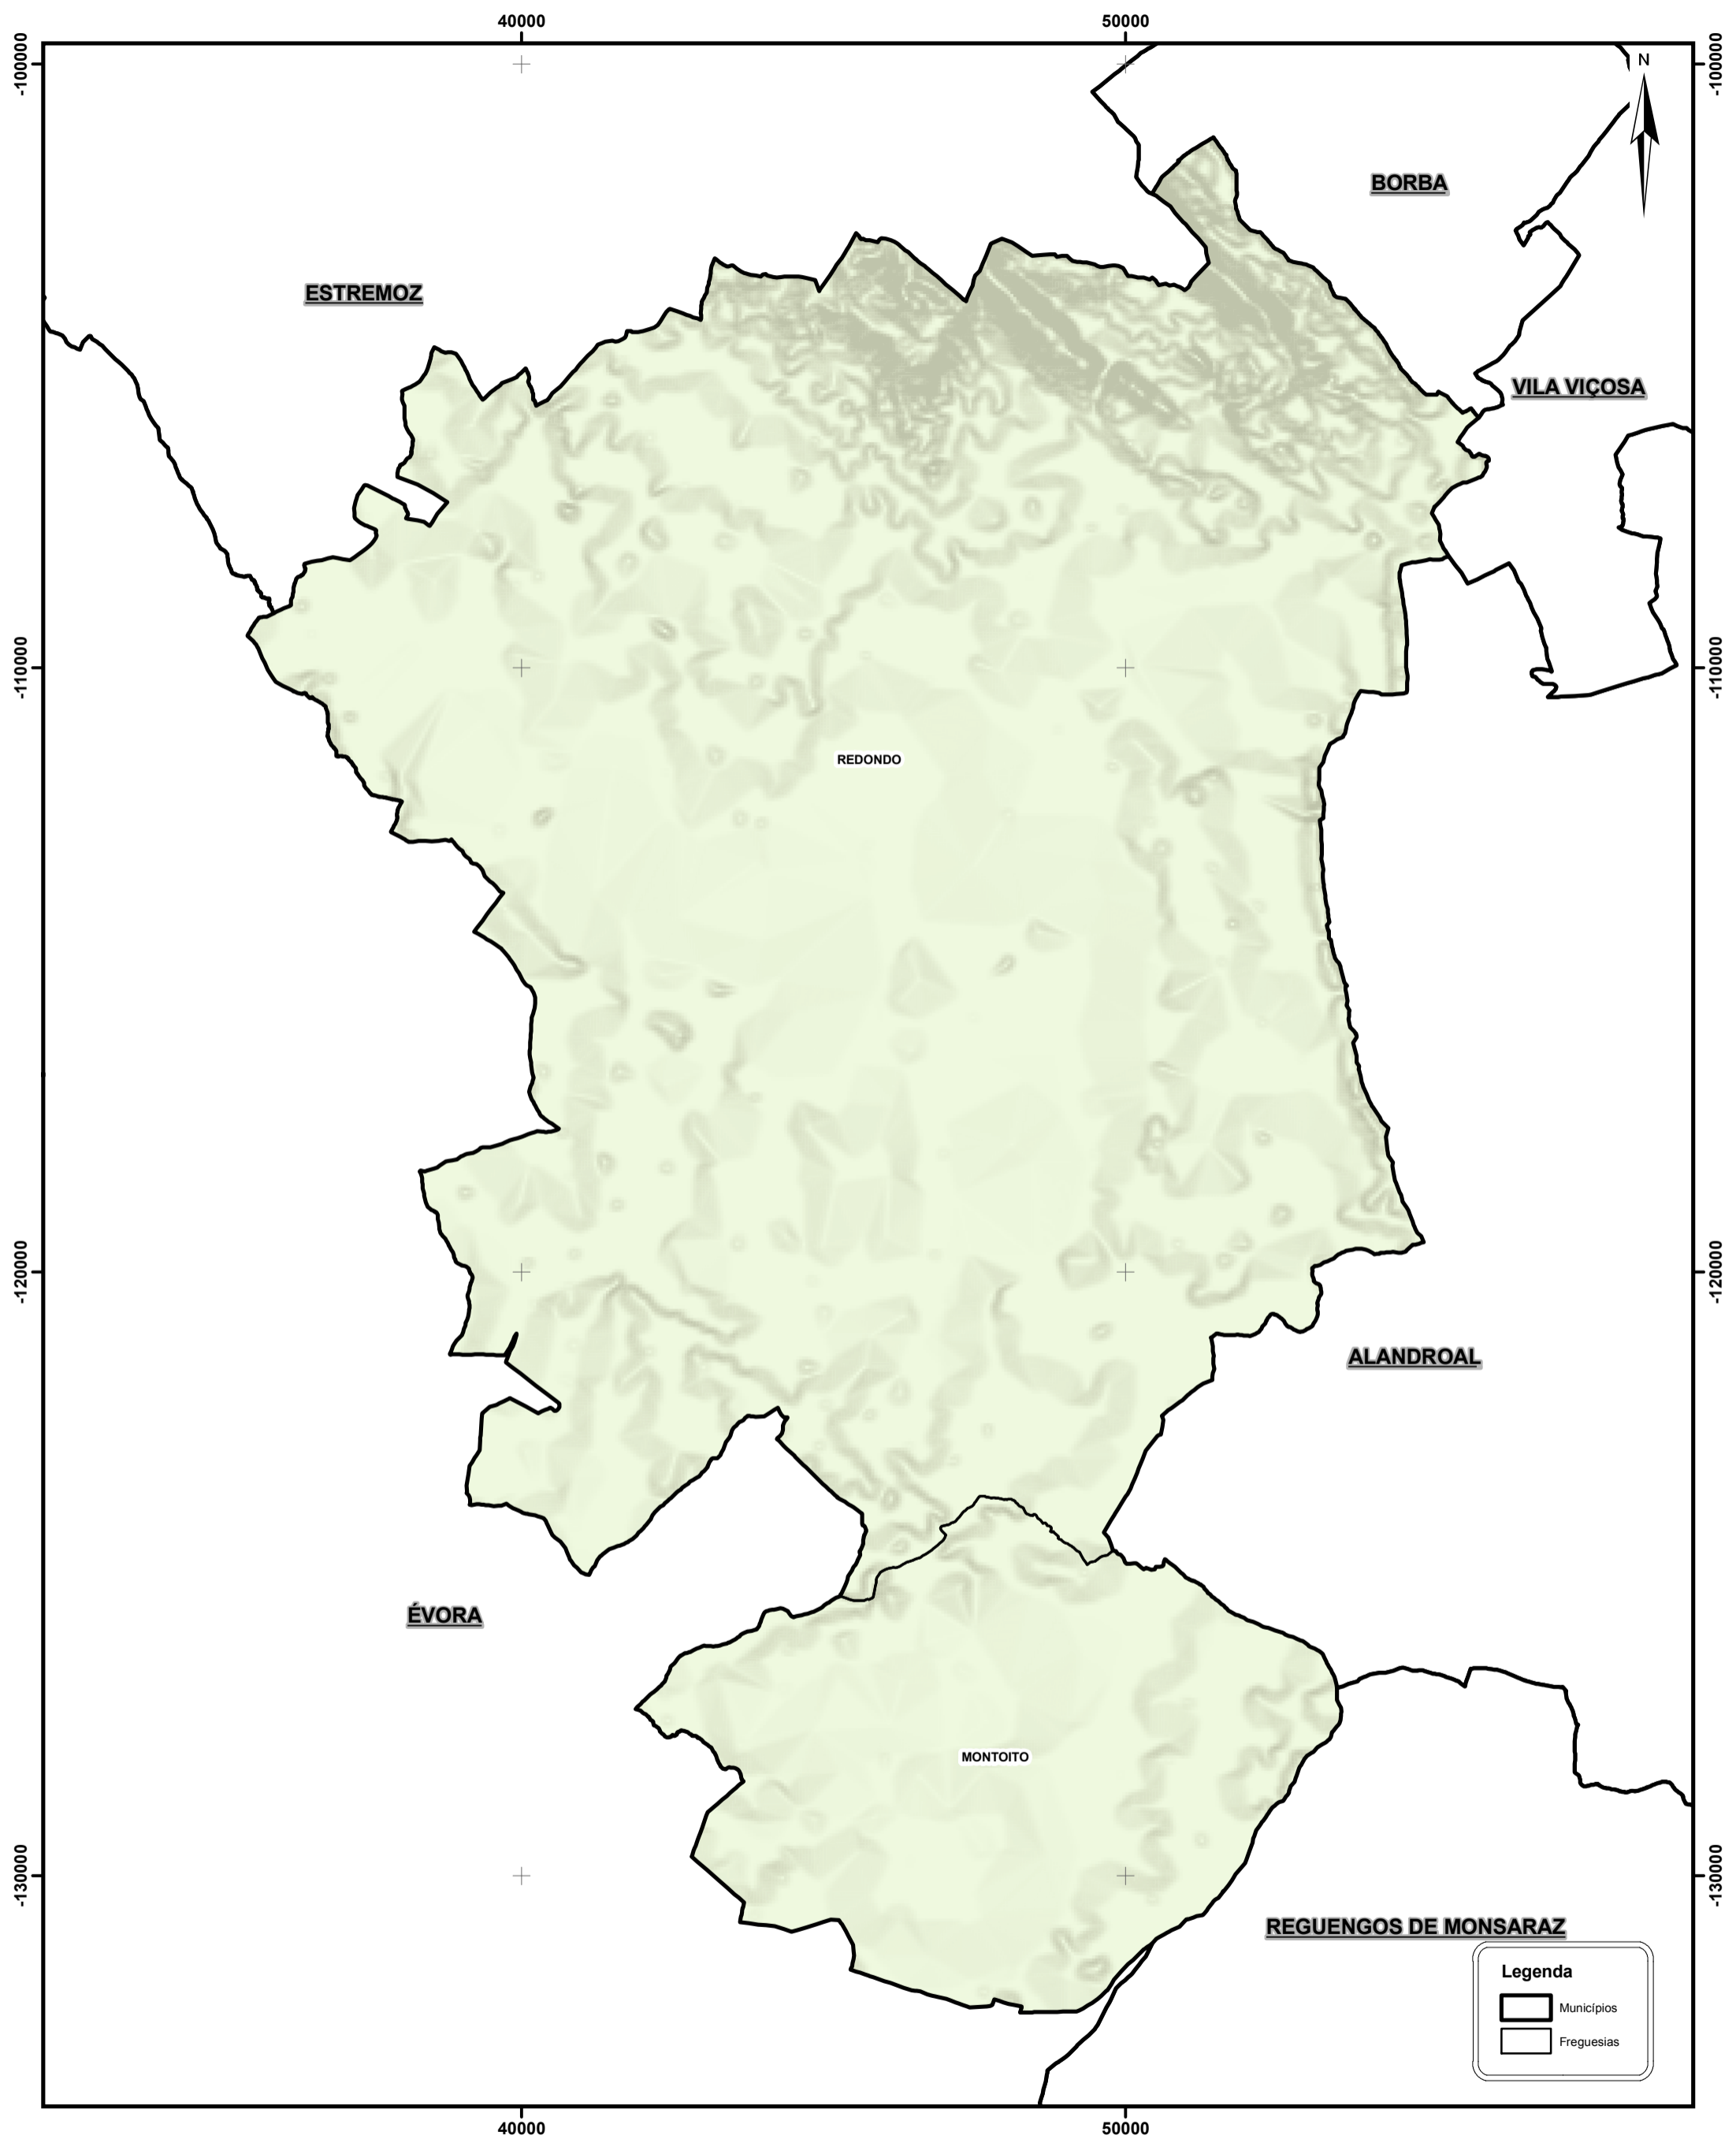 40000 50000
-100000 -100000
N
BORBA
ESTREMOZ
VILA VIÇOSA
-110000 -110000
REDONDO
-120000 -120000
ALANDROAL
ÉVORA
MONTOITO
-130000 -130000
REGUENGOS DE MONSARAZ
Legenda
Municípios
Freguesias
40000 50000